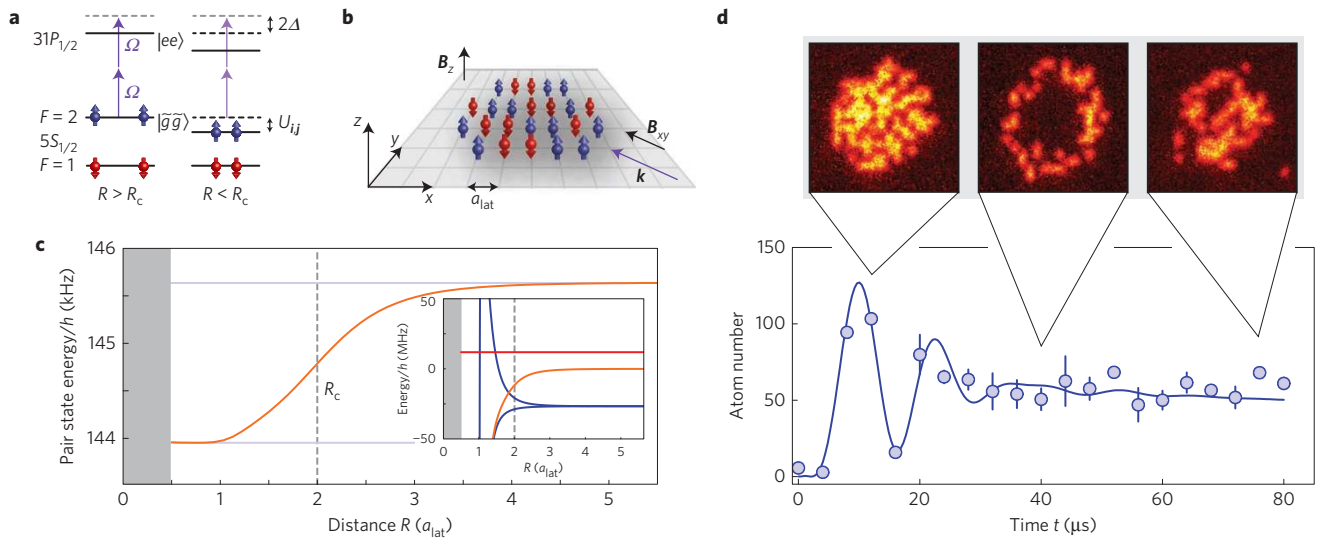 a
31P1/2
|ee⟩
2Δ
Ω
Ω
F = 2
|g̃g̃⟩
Ui,j
5S1/2
F = 1
R > Rc
R < Rc
b
Bz
z
y
x
alat
Bxy
k
c
Pair state energy/h (kHz)
146
145
144
Rc
0
1
2
3
4
5
Distance R (alat)
Energy/h (MHz)
50
0
−50
0
1
2
3
4
5
R (alat)
d
Atom number
150
100
50
0
0
20
40
60
80
Time t (μs)